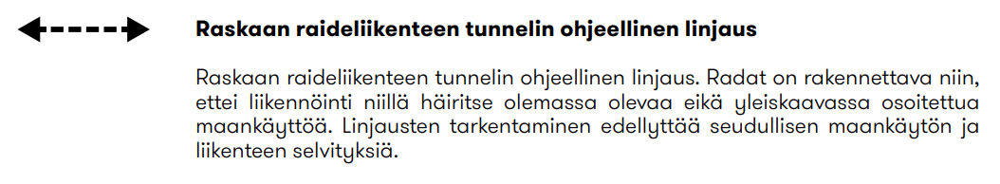 Raskaan raideliikenteen tunnelin ohjeellinen linjaus
Raskaan raideliikenteen tunnelin ohjeellinen linjaus. Radat on rakennettava niin,
ettei liikennöinti niillä häiritse olemassa olevaa eikä yleiskaavassa osoitettua
maankäyttöä. Linjausten tarkentaminen edellyttää seudullisen maankäytön ja
liikenteen selvityksiä.